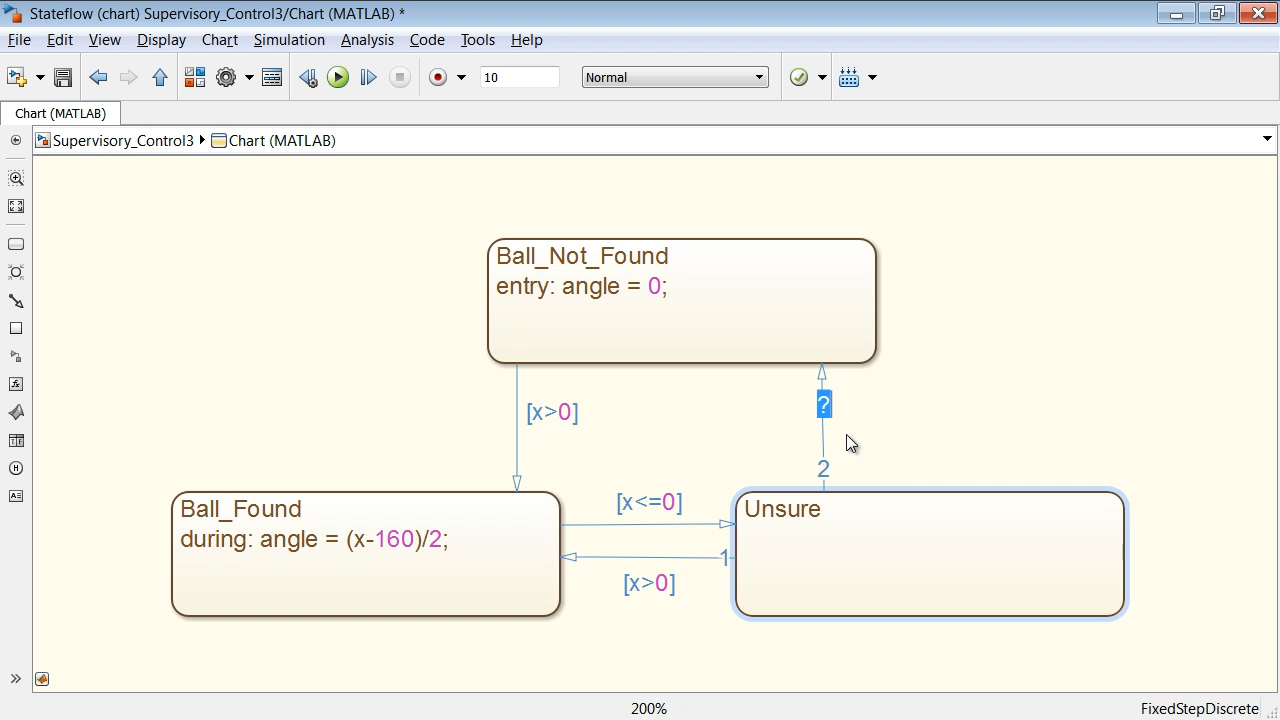 Stateflow (chart) Supervisory_Control3/Chart (MATLAB) *
File Edit View Display Chart Simulation Analysis Code Tools Help
10 Normal
Chart (MATLAB)
Supervisory_Control3 Chart (MATLAB)
Ball_Not_Found
entry: angle = 0;
?
[x>0]
2
[x<=0]
Ball_Found
during: angle = (x-160)/2;
Unsure
1
[x>0]
200% FixedStepDiscrete